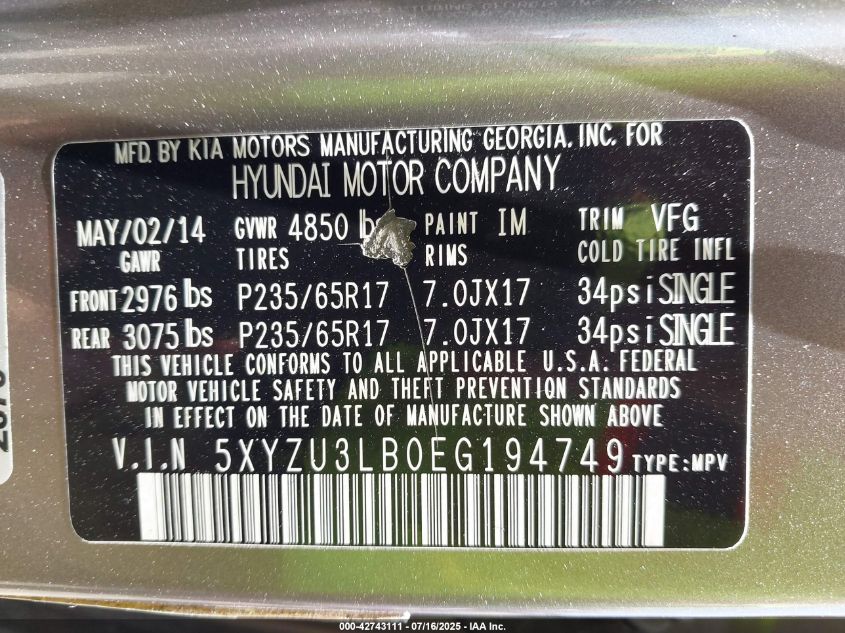 MFD. BY KIA MOTORS MANUFACTURING GEORGIA, INC. FOR
HYUNDAI MOTOR COMPANY
MAY/02/14 GVWR 4850 PAINT IM TRIM VFG
GAWR TIRES RIMS COLD TIRE INFL
FRONT 2976 lbs P235/65R17 7.0JX17 34psi SINGLE
REAR 3075 lbs P235/65R17 7.0JX17 34psi SINGLE
THIS VEHICLE CONFORMS TO ALL APPLICABLE U.S.A. FEDERAL
MOTOR VEHICLE SAFETY AND THEFT PREVENTION STANDARDS
IN EFFECT ON THE DATE OF MANUFACTURE SHOWN ABOVE
V.I.N 5XYZU3LB0EG194749 TYPE:MPV
000-42743111 - 07/16/2025 - IAA Inc.